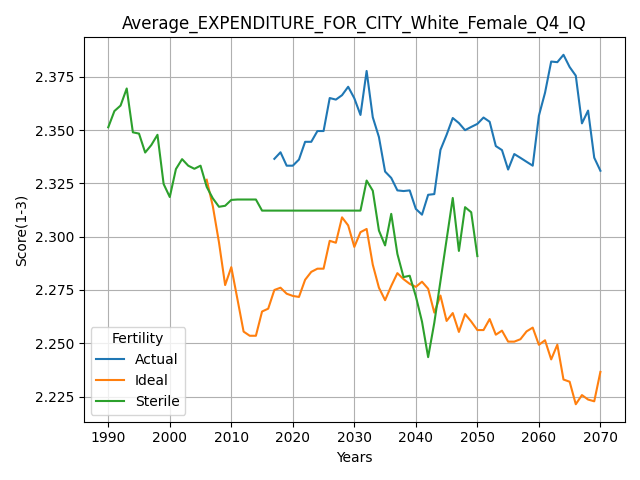 Average_EXPENDITURE_FOR_CITY_White_Female_Q4_IQ
Score(1-3)
2.375
2.350
2.325
2.300
2.275
2.250
2.225
Fertility
Actual
Ideal
Sterile
1990 2000 2010 2020 2030 2040 2050 2060 2070
Years